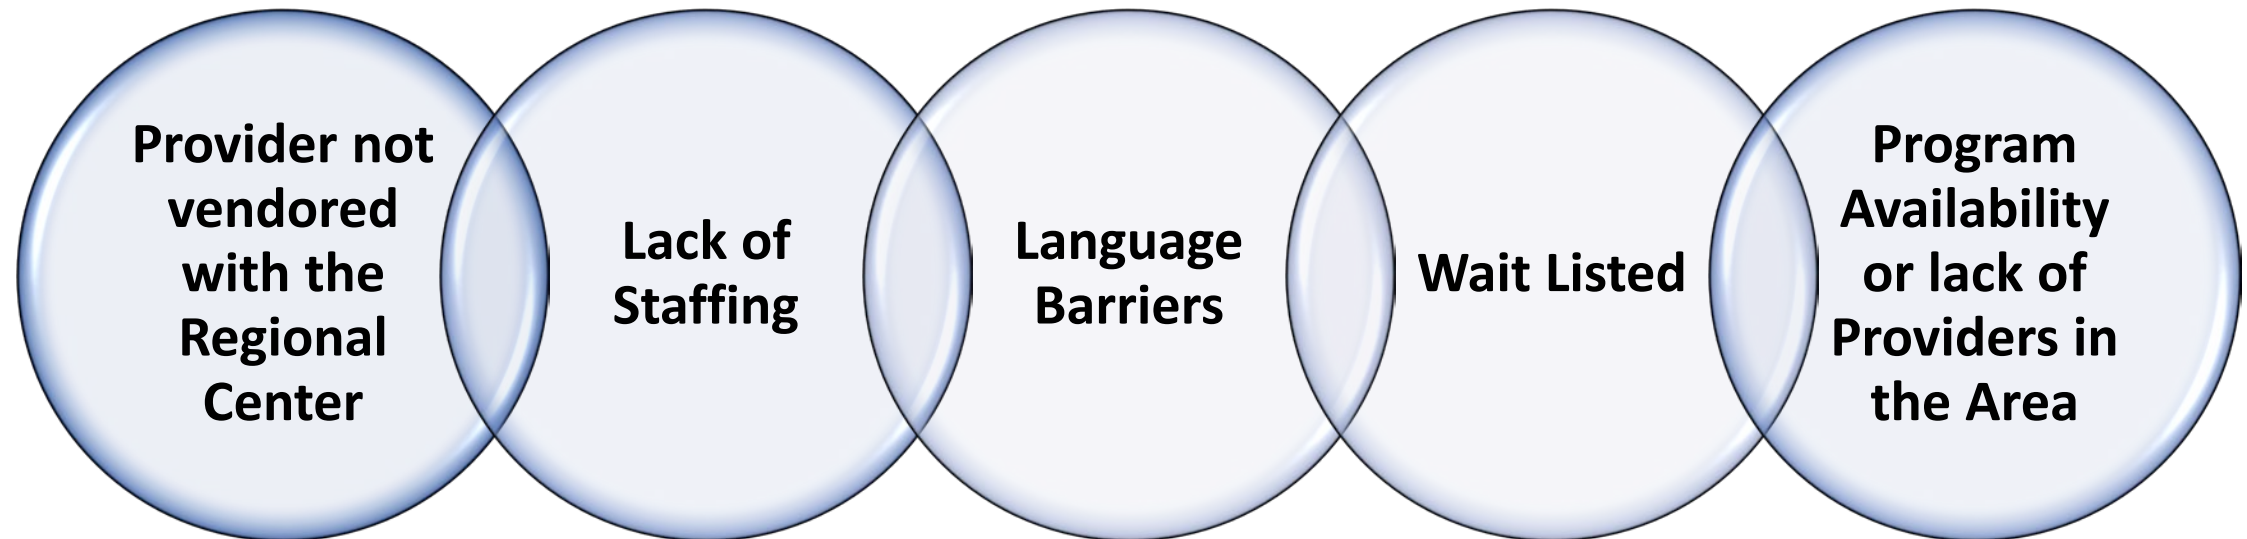 Provider not
vendored
with the
Regional
Center
Lack of
Staffing
Language
Barriers
Wait Listed
Program
Availability
or lack of
Providers in
the Area